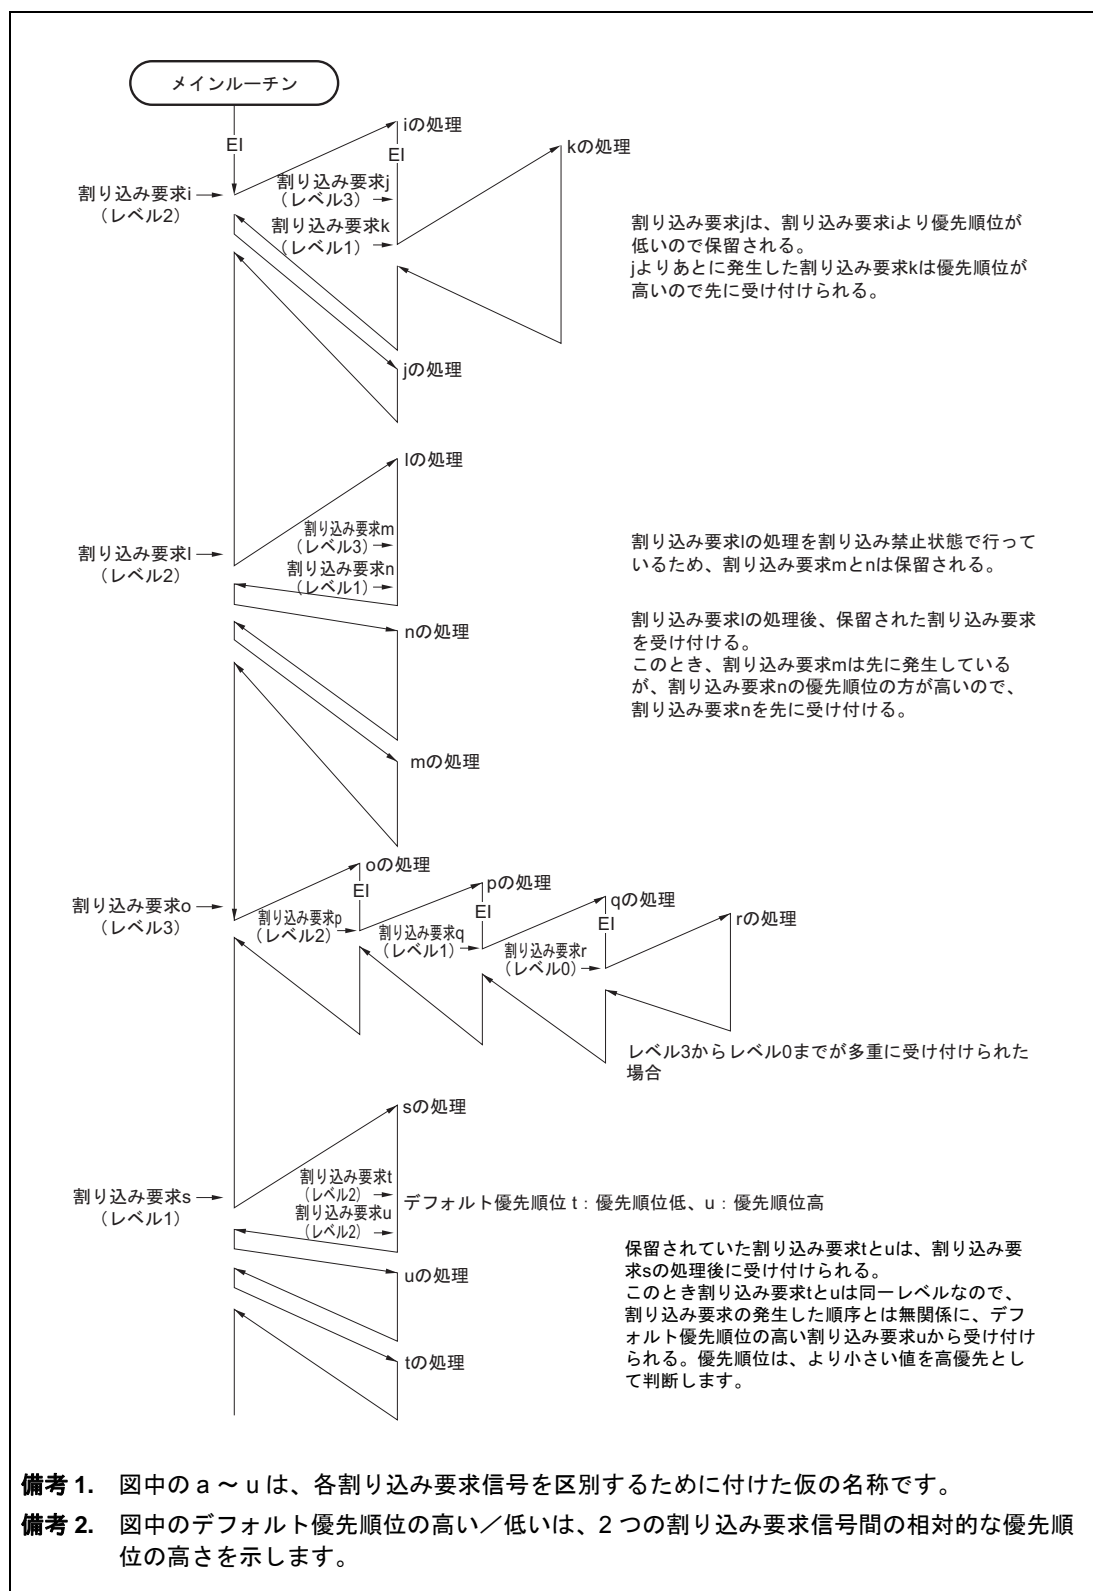 メインルーチン
EI
iの処理
EI
kの処理
割り込み要求i
（レベル2）
割り込み要求j
（レベル3）
割り込み要求k
（レベル1）
割り込み要求jは、割り込み要求iより優先順位が
低いので保留される。
jよりあとに発生した割り込み要求kは優先順位が
高いので先に受け付けられる。
jの処理
lの処理
割り込み要求l
（レベル2）
割り込み要求m
（レベル3）
割り込み要求n
（レベル1）
割り込み要求lの処理を割り込み禁止状態で行って
いるため、割り込み要求mとnは保留される。
nの処理
割り込み要求lの処理後、保留された割り込み要求
を受け付ける。
このとき、割り込み要求mは先に発生している
が、割り込み要求nの優先順位の方が高いので、
割り込み要求nを先に受け付ける。
mの処理
oの処理
EI
pの処理
EI
qの処理
EI
rの処理
割り込み要求o
（レベル3）
割り込み要求p
（レベル2）
割り込み要求q
（レベル1）
割り込み要求r
（レベル0）
レベル3からレベル0までが多重に受け付けられた
場合
sの処理
割り込み要求s
（レベル1）
割り込み要求t
（レベル2）
割り込み要求u
（レベル2）
デフォルト優先順位 t：優先順位低、u：優先順位高
保留されていた割り込み要求tとuは、割り込み要
求sの処理後に受け付けられる。
このとき割り込み要求tとuは同一レベルなので、
割り込み要求の発生した順序とは無関係に、デフ
ォルト優先順位の高い割り込み要求uから受け付け
られる。優先順位は、より小さい値を高優先とし
て判断します。
uの処理
tの処理
備考 1. 図中の a ～ u は、各割り込み要求信号を区別するために付けた仮の名称です。
備考 2. 図中のデフォルト優先順位の高い／低いは、2 つの割り込み要求信号間の相対的な優先順
位の高さを示します。